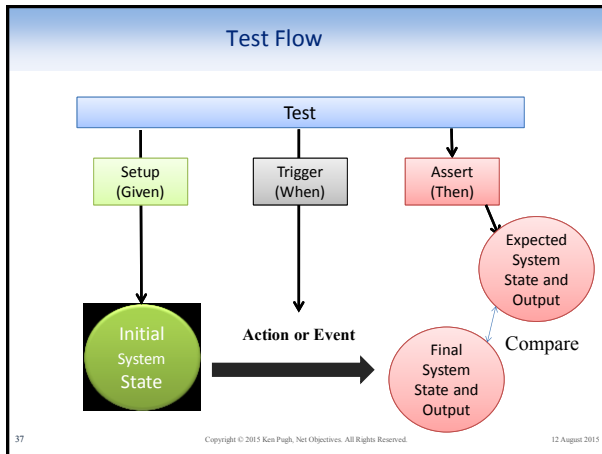 Test Flow
Test
Setup
(Given)
Trigger
(When)
Assert
(Then)
Expected
System
State and
Output
Initial
System
State
Action or Event
Compare
Final
System
State and
Output
37
Copyright © 2015 Ken Pugh, Net Objectives. All Rights Reserved.
12 August 2015